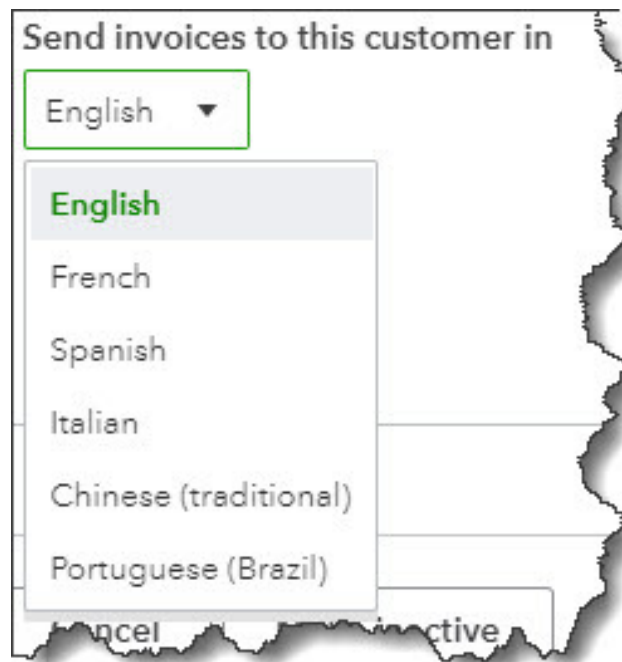 Send invoices to this customer in
English
English
French
Spanish
Italian
Chinese (traditional)
Portuguese (Brazil)